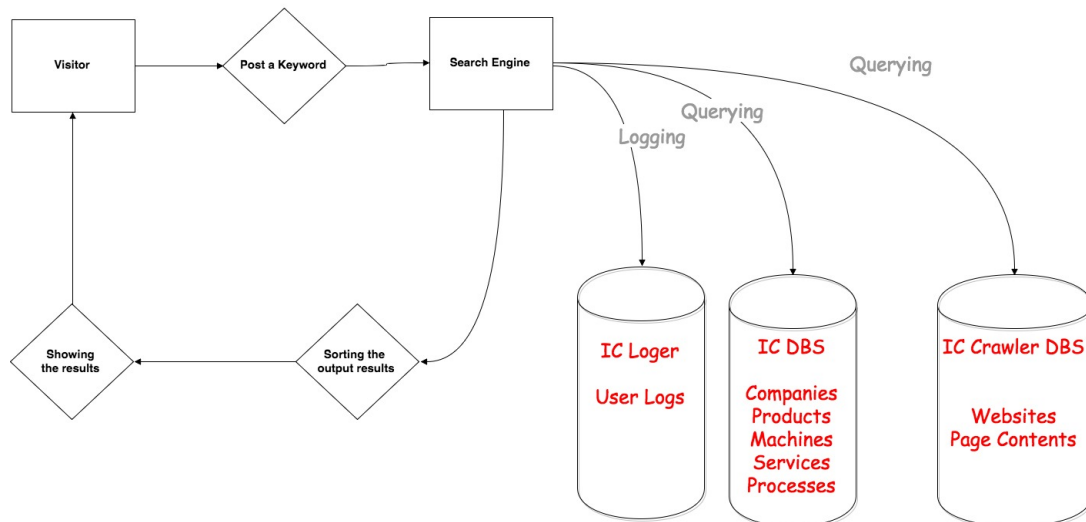 Visitor
Post a Keyword
Search Engine
Querying
Querying
Logging
Showing
the results
Sorting the
output results
IC Loger
User Logs
IC DBS
Companies
Products
Machines
Services
Processes
IC Crawler DBS
Websites
Page Contents